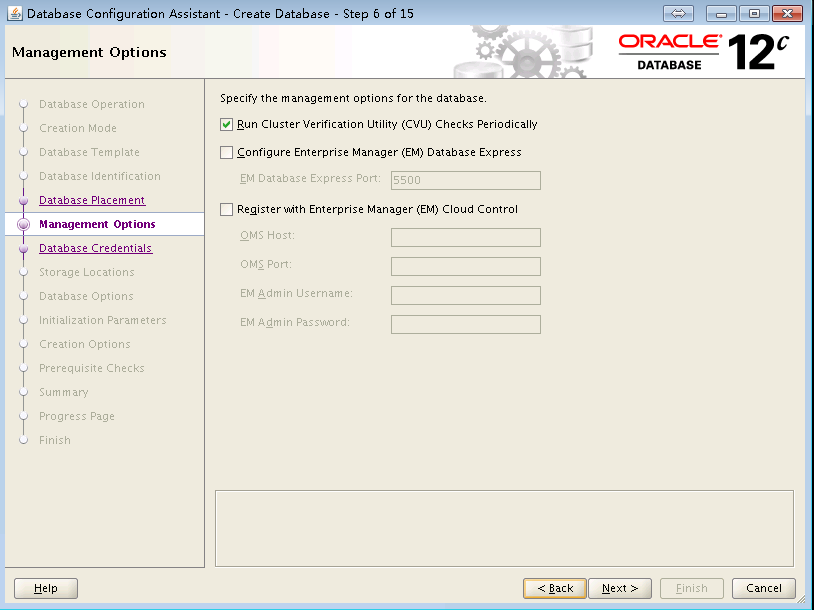 Database Configuration Assistant - Create Database - Step 6 of 15
Management Options
ORACLE®
DATABASE
12c
Database Operation
Creation Mode
Database Template
Database Identification
Database Placement
Management Options
Database Credentials
Storage Locations
Database Options
Initialization Parameters
Creation Options
Prerequisite Checks
Summary
Progress Page
Finish
Specify the management options for the database.
Run Cluster Verification Utility (CVU) Checks Periodically
Configure Enterprise Manager (EM) Database Express
EM Database Express Port: 5500
Register with Enterprise Manager (EM) Cloud Control
OMS Host:
OMS Port:
EM Admin Username:
EM Admin Password:
Help
< Back
Next >
Finish
Cancel